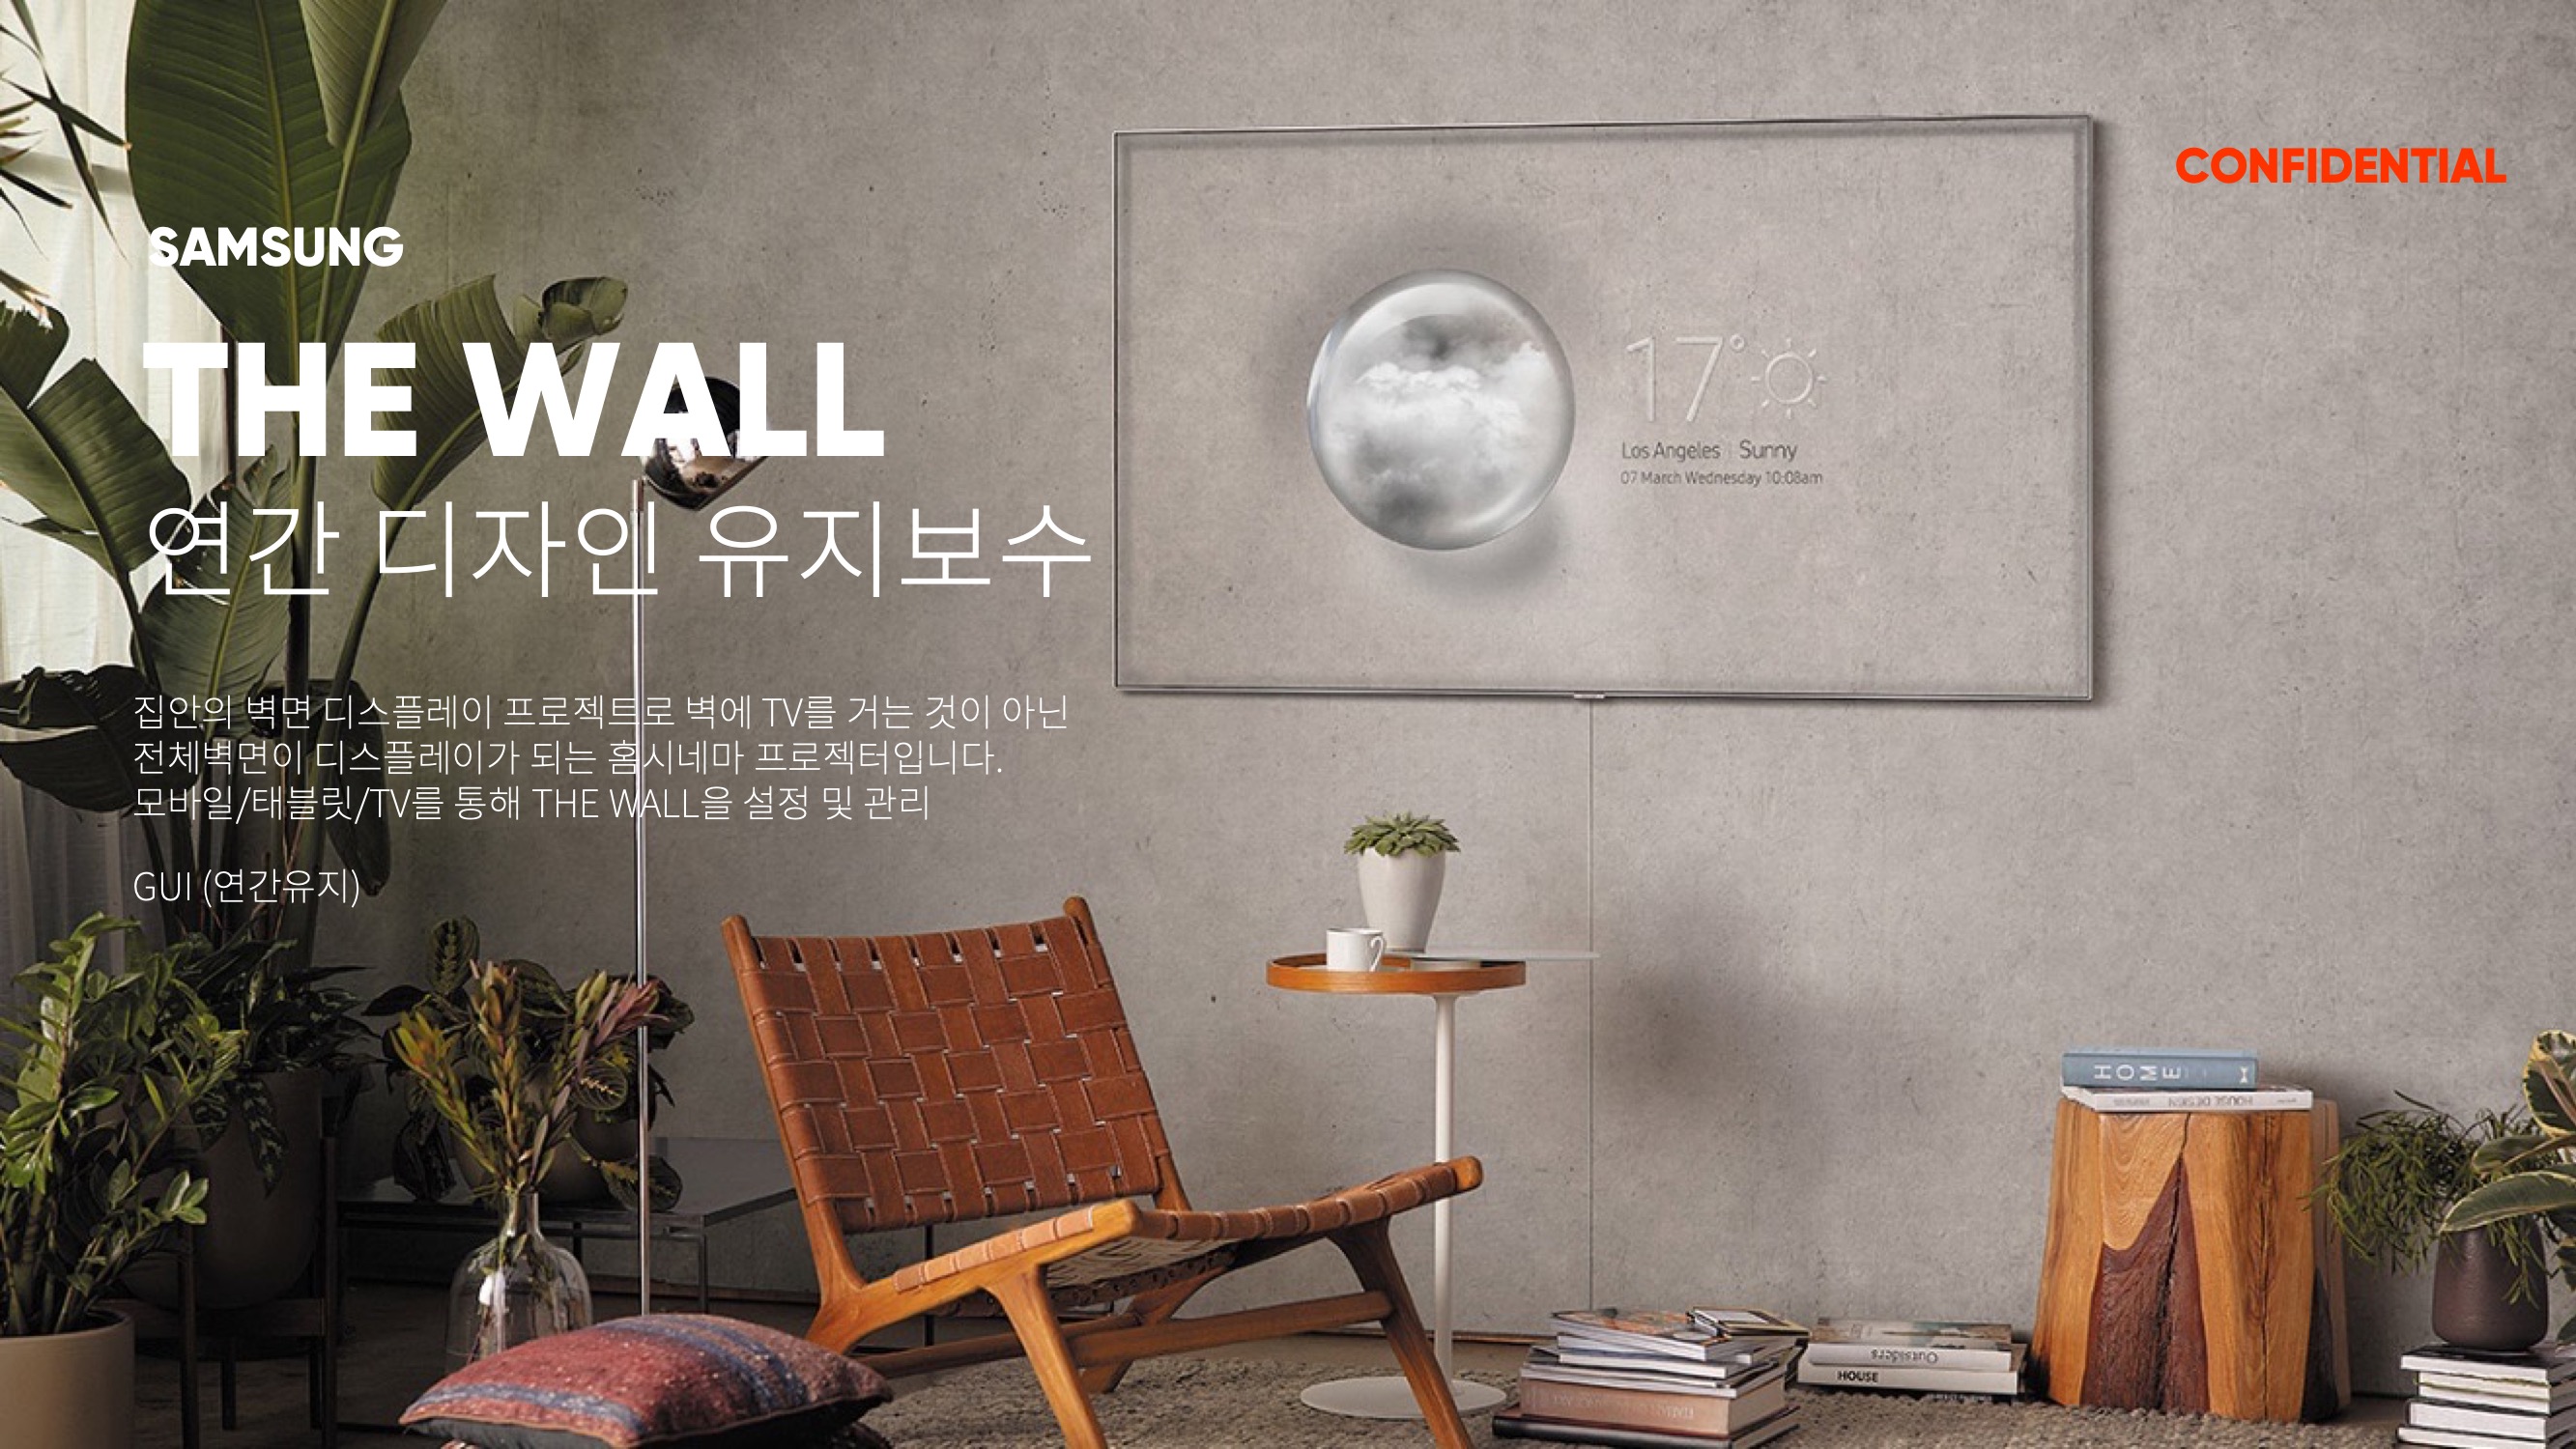 CONFIDENTIAL
SAMSUNG
THE WALL
연간 디자인 유지보수
집안의 벽면 디스플레이 프로젝트로 벽에 TV를 거는 것이 아닌
전체벽면이 디스플레이가 되는 홈시네마 프로젝터입니다.
모바일/태블릿/TV를 통해 THE WALL을 설정 및 관리
GUI (연간유지)
17°
Los Angeles | Sunny
07 March Wednesday 10:08am
HOME
HOUSE DESIGN
Outsiders
HOUSE